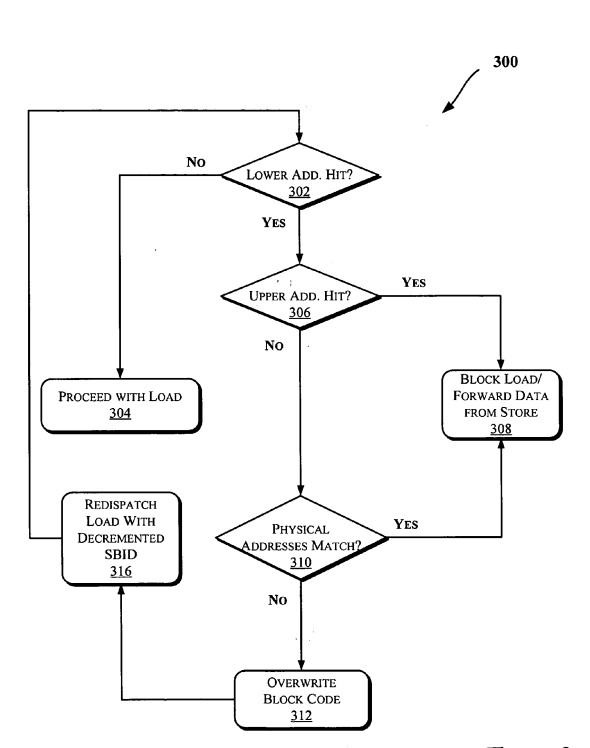 300
NO
LOWER ADD. HIT?
302
YES
UPPER ADD. HIT?
306
YES
NO
PROCEED WITH LOAD
304
BLOCK LOAD/
FORWARD DATA
FROM STORE
308
REDISPATCH
LOAD WITH
DECREMENTED
SBID
316
PHYSICAL
ADDRESSES MATCH?
310
YES
NO
OVERWRITE
BLOCK CODE
312